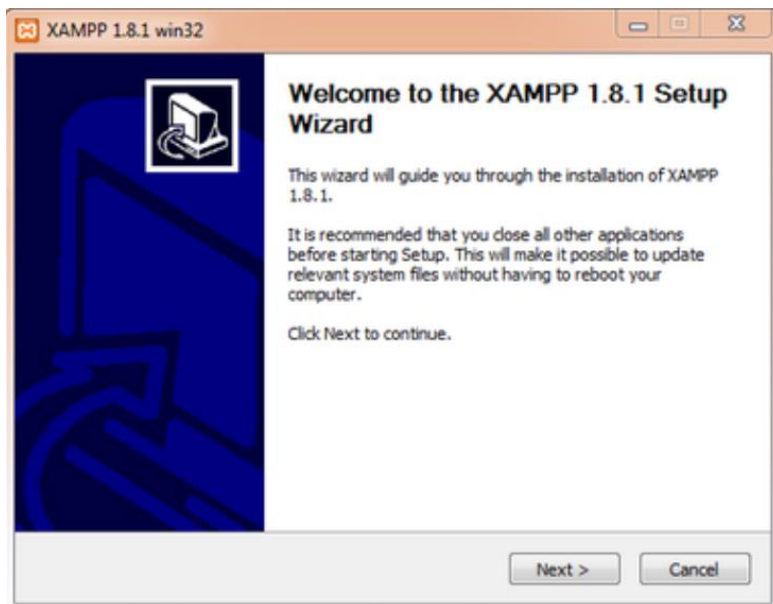 XAMPP 1.8.1 win32
Welcome to the XAMPP 1.8.1 Setup
Wizard
This wizard will guide you through the installation of XAMPP
1.8.1.
It is recommended that you close all other applications
before starting Setup. This will make it possible to update
relevant system files without having to reboot your
computer.
Click Next to continue.
Next > Cancel